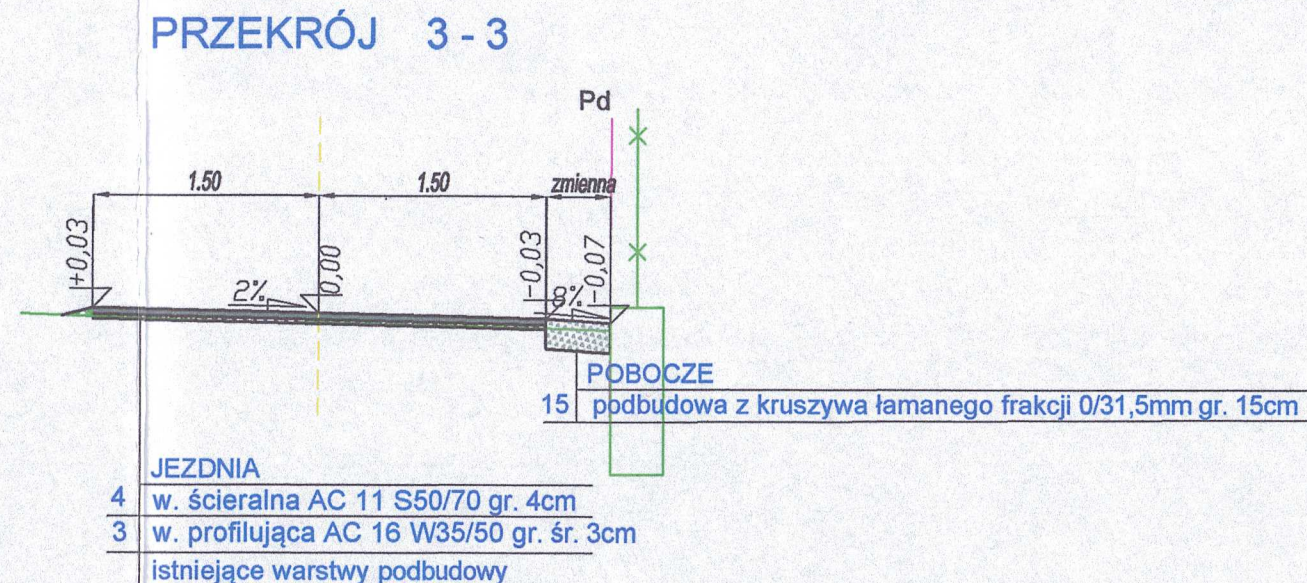 PRZEKRÓJ 3 - 3
Pd
1.50 1.50 zmienna
+0,03 0,00 -0,03 -0,07
2% 8%
POBOCZE
15 podbudowa z kruszywa łamanego frakcji 0/31,5mm gr. 15cm
JEZDNIA
4 w. ścieralna AC 11 S50/70 gr. 4cm
3 w. profilująca AC 16 W35/50 gr. śr. 3cm
istniejące warstwy podbudowy